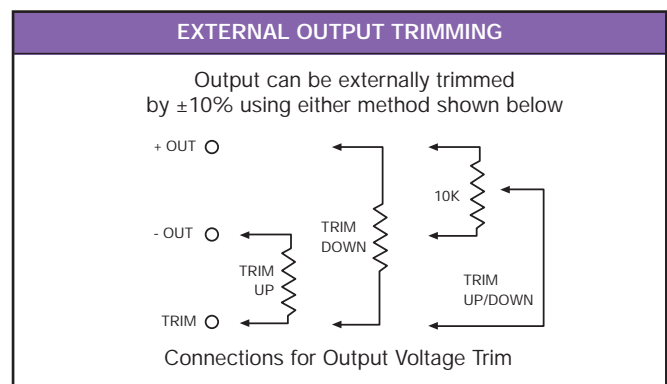 EXTERNAL OUTPUT TRIMMING
Output can be externally trimmed
by ±10% using either method shown below
+ OUT
- OUT
TRIM
TRIM
UP
TRIM
DOWN
10K
TRIM
UP/DOWN
Connections for Output Voltage Trim